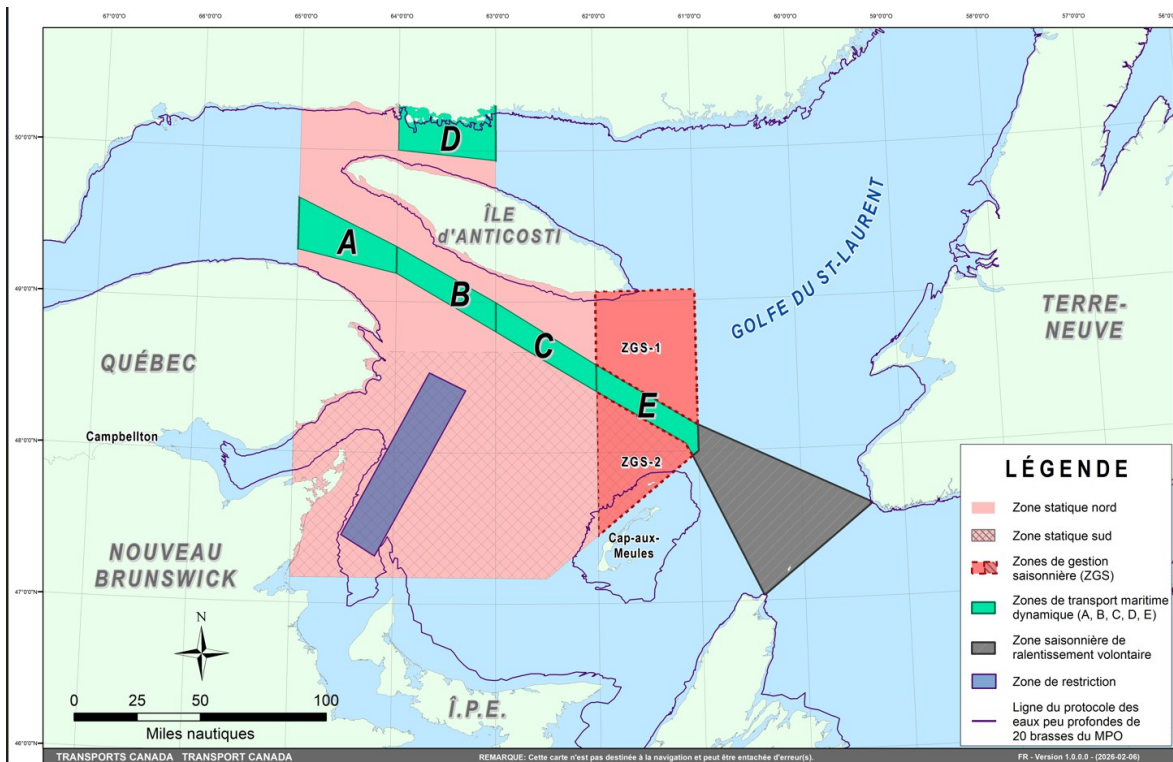 67°0'0"W 66°0'0"W 65°0'0"W 64°0'0"W 63°0'0"W 62°0'0"W 61°0'0"W 60°0'0"W 59°0'0"W 58°0'0"W 57°0'0"W
50°0'0"N
D
ÎLE
d'ANTICOSTI
GOLFE DU ST-LAURENT
A
49°0'0"N
B
TERRE-
NEUVE
C
ZGS-1
QUÉBEC
E
Campbellton
48°0'0"N
ZGS-2
Cap-aux-
Meules
NOUVEAU
BRUNSWICK
47°0'0"N
N
Î.P.E.
0 25 50 100
Miles nautiques
46°0'0"N
LÉGENDE
Zone statique nord
Zone statique sud
Zones de gestion
saisonnière (ZGS)
Zones de transport maritime
dynamique (A, B, C, D, E)
Zone saisonnière de
ralentissement volontaire
Zone de restriction
Ligne du protocole des
eaux peu profondes de
20 brasses du MPO
TRANSPORTS CANADA TRANSPORT CANADA
REMARQUE: Cette carte n'est pas destinée à la navigation et peut être entachée d'erreur(s).
FR - Version 1.0.0.0 - (2026-02-06)